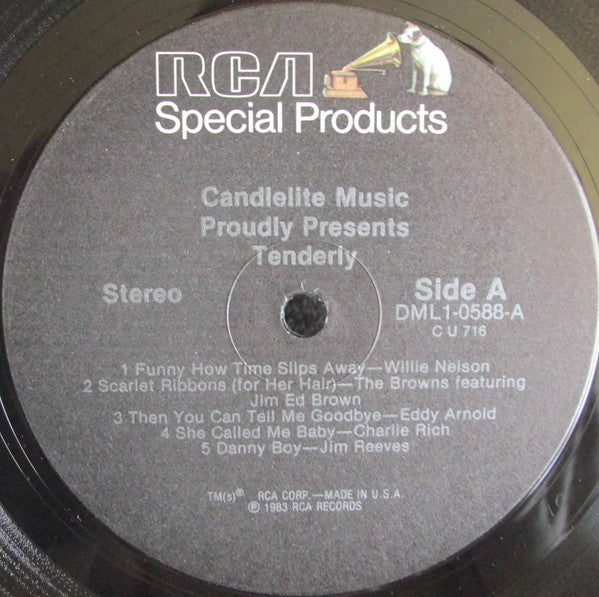 RCA
Special Products
Candlelite Music
Proudly Presents
Tenderly
Stereo
Side A
DML1-0588-A
C U 716
1 Funny How Time Slips Away—Willie Nelson
2 Scarlet Ribbons (for Her Hair)—The Browns featuring
Jim Ed Brown
3 Then You Can Tell Me Goodbye—Eddy Arnold
4 She Called Me Baby—Charlie Rich
5 Danny Boy—Jim Reeves
TM(s)® RCA CORP.—MADE IN U.S.A.
℗ 1983 RCA RECORDS